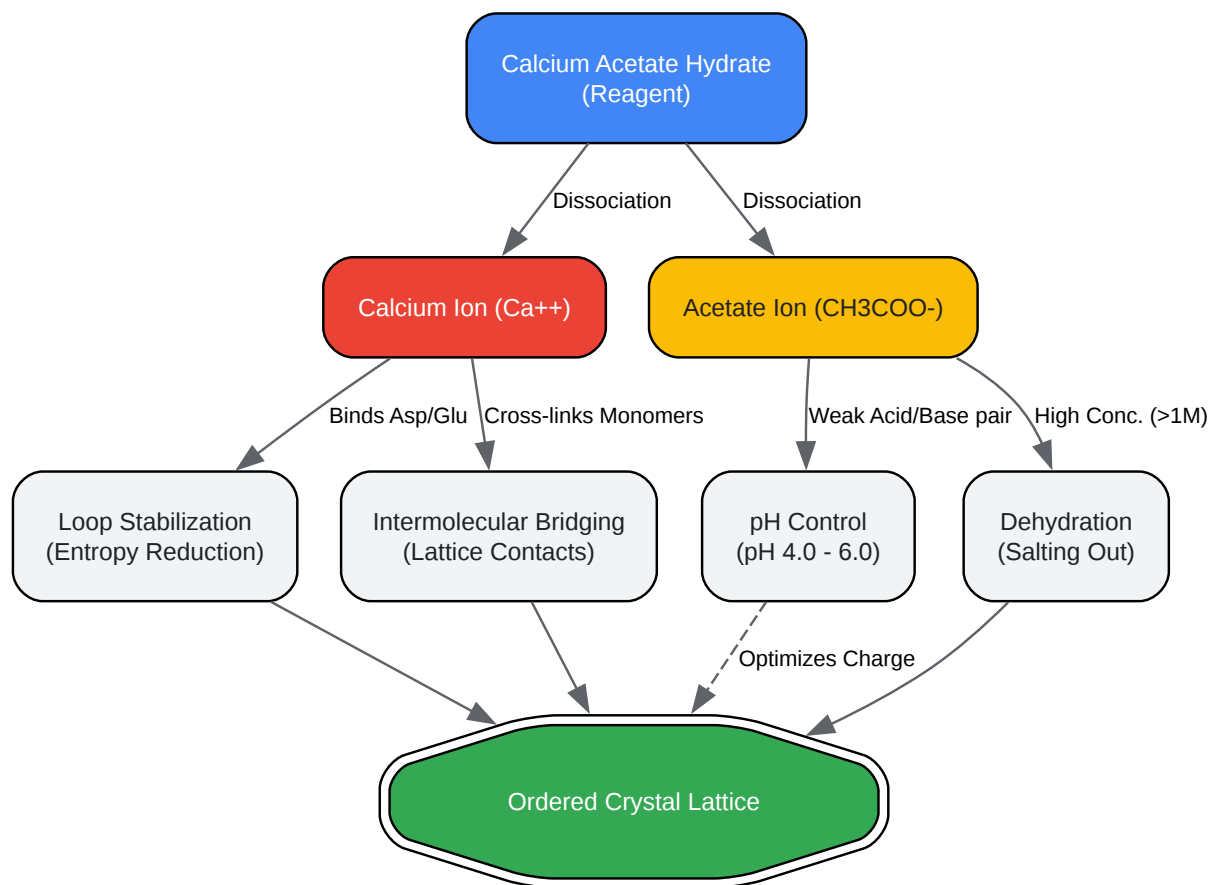 Calcium Acetate Hydrate
(Reagent)
Dissociation
Dissociation
Calcium Ion (Ca++)
Acetate Ion (CH3COO-)
Binds Asp/Glu
Cross-links Monomers
Weak Acid/Base pair
High Conc. (>1M)
Loop Stabilization
(Entropy Reduction)
Intermolecular Bridging
(Lattice Contacts)
pH Control
(pH 4.0 - 6.0)
Dehydration
(Salting Out)
Optimizes Charge
Ordered Crystal Lattice